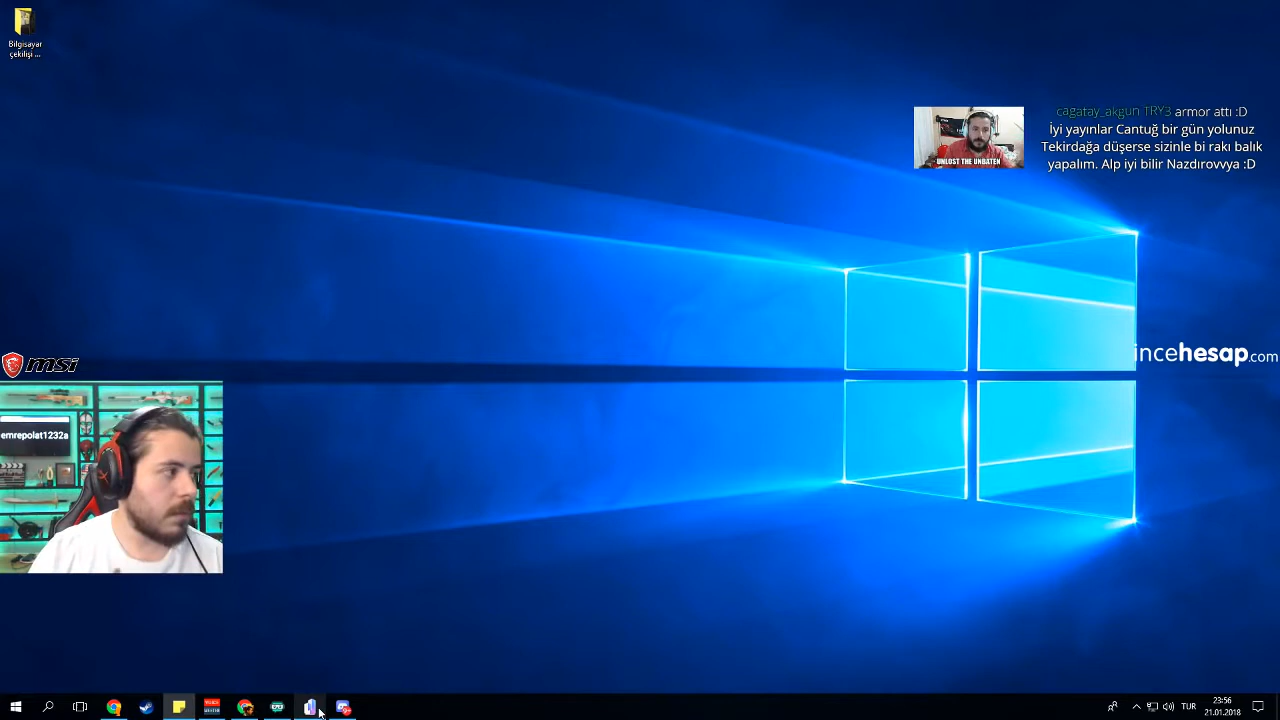 Bilgisayar
çekilişi ...
cagatay_akgun TRY3 armor attı :D
İyi yayınlar Cantuğ bir gün yolunuz
Tekirdağa düşerse sizinle bi rakı balık
yapalım. Alp iyi bilir Nazdırovvya :D
UNLOST THE UNBATEN
incehesap.com
msi
emrepolat1232a
TUR
23:56
21.01.2018